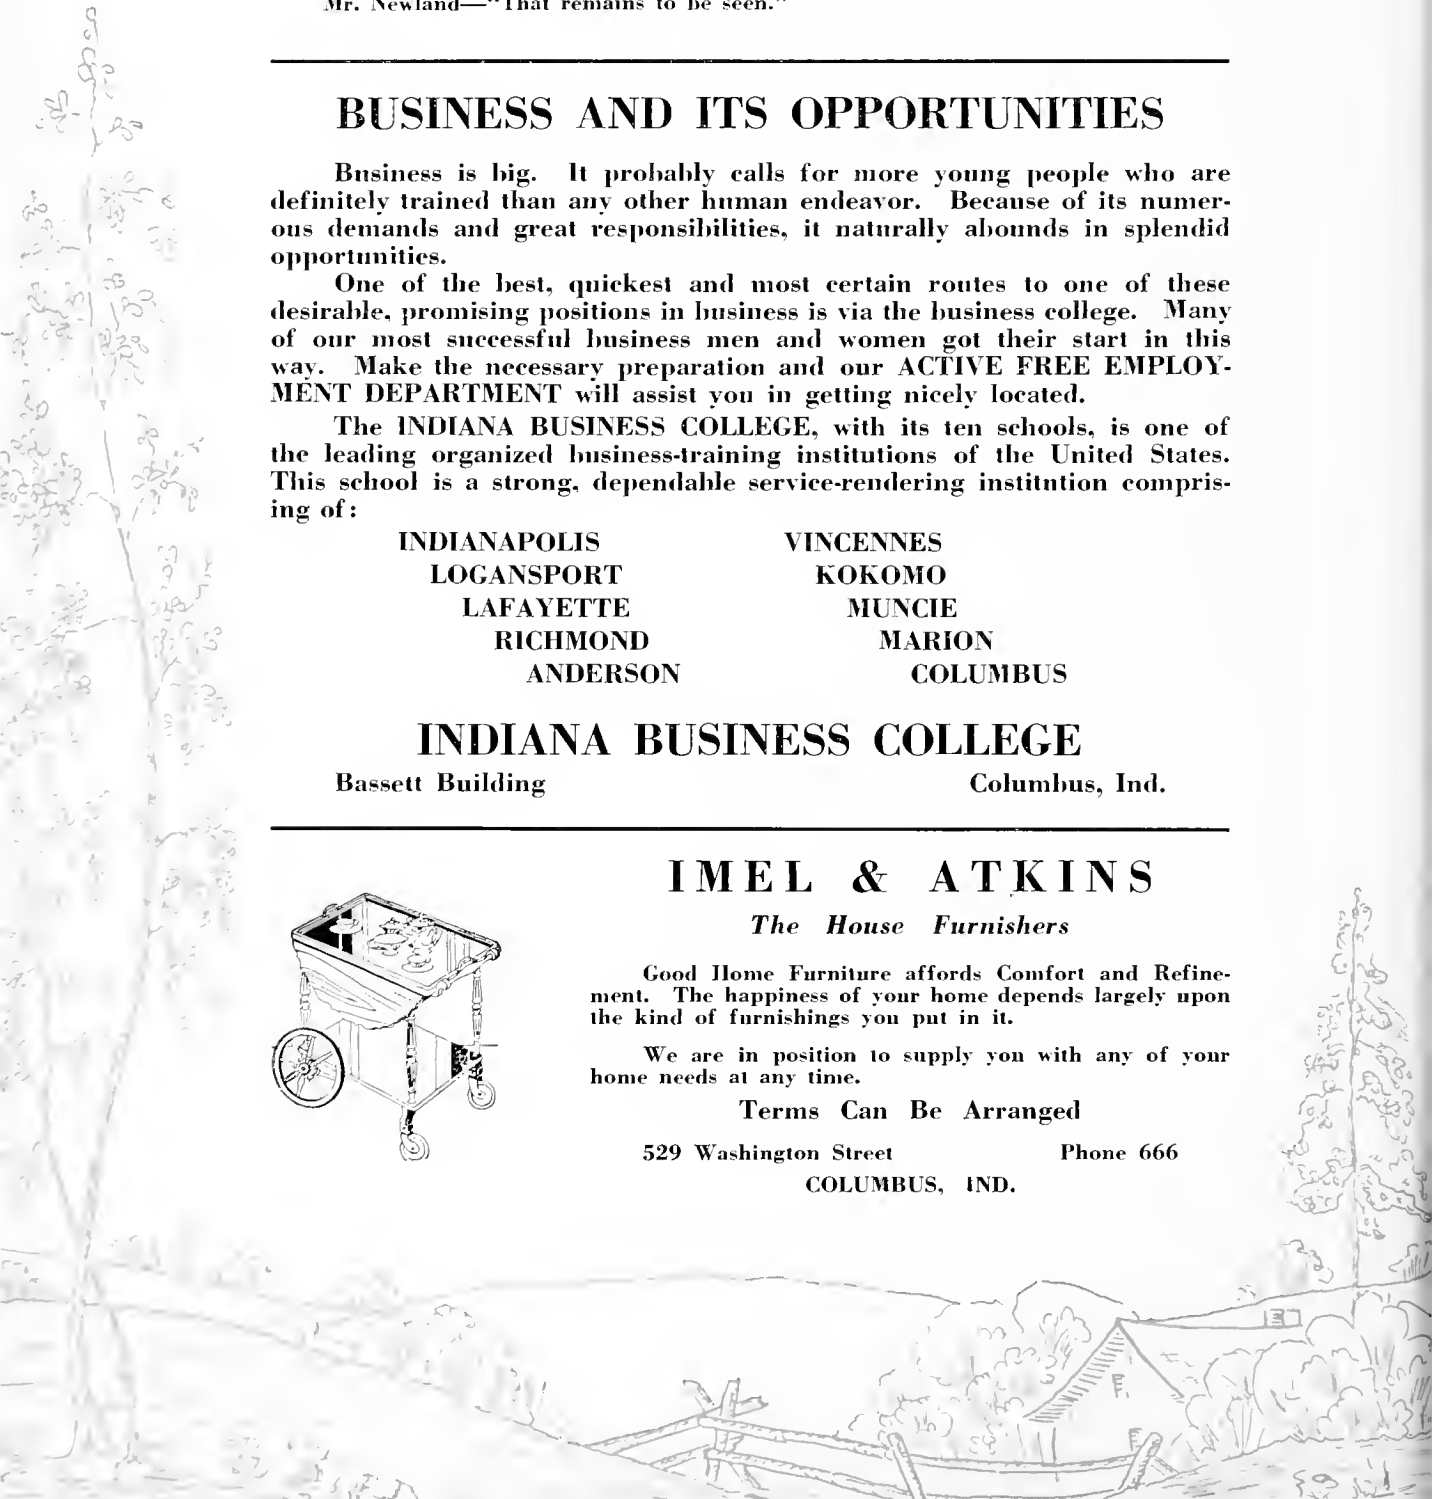 Mr. Newland—"That remains to be seen."
BUSINESS AND ITS OPPORTUNITIES
Business is big. It probably calls for more young people who are
definitely trained than any other human endeavor. Because of its numer-
ous demands and great responsibilities, it naturally abounds in splendid
opportunities.
One of the best, quickest and most certain routes to one of these
desirable, promising positions in business is via the business college. Many
of our most successful business men and women got their start in this
way. Make the necessary preparation and our ACTIVE FREE EMPLOY-
MENT DEPARTMENT will assist you in getting nicely located.
The INDIANA BUSINESS COLLEGE, with its ten schools, is one of
the leading organized business-training institutions of the United States.
This school is a strong, dependable service-rendering institution compris-
ing of:
INDIANAPOLIS VINCENNES
LOGANSPORT KOKOMO
LAFAYETTE MUNCIE
RICHMOND MARION
ANDERSON COLUMBUS
INDIANA BUSINESS COLLEGE
Bassett Building Columbus, Ind.
IMEL & ATKINS
The House Furnishers
Good Home Furniture affords Comfort and Refine-
ment. The happiness of your home depends largely upon
the kind of furnishings you put in it.
We are in position to supply you with any of your
home needs at any time.
Terms Can Be Arranged
529 Washington Street Phone 666
COLUMBUS, IND.